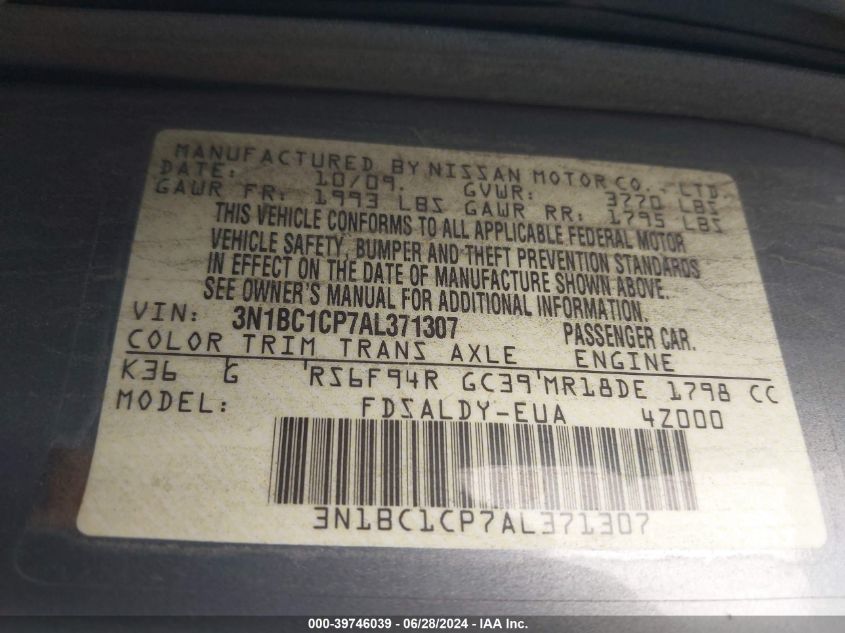 MANUFACTURED BY NISSAN MOTOR CO., LTD.
DATE: 10/09. GVWR: 3770 LBS
GAWR FR: 1993 LBS GAWR RR: 1795 LBS
THIS VEHICLE CONFORMS TO ALL APPLICABLE FEDERAL MOTOR
VEHICLE SAFETY, BUMPER AND THEFT PREVENTION STANDARDS
IN EFFECT ON THE DATE OF MANUFACTURE SHOWN ABOVE.
SEE OWNER'S MANUAL FOR ADDITIONAL INFORMATION.
VIN: 3N1BC1CP7AL371307 PASSENGER CAR.
COLOR TRIM TRANS AXLE ENGINE
K36 G RS6F94R GC39 MR18DE 1798 CC
MODEL: FDSALDY-EUA 4Z000
3N1BC1CP7AL371307
000-39746039 - 06/28/2024 - IAA Inc.